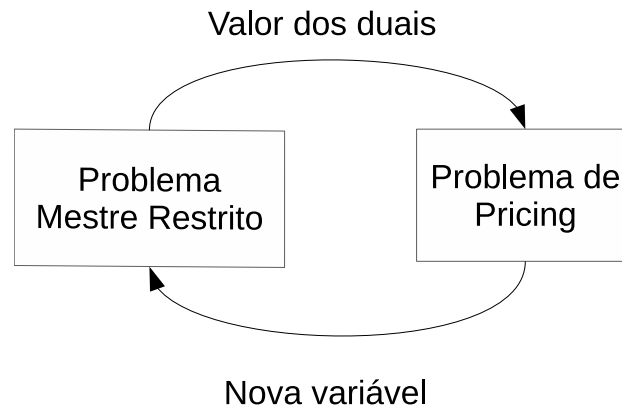 Valor dos duais
Problema
Mestre Restrito
Problema de
Pricing
Nova variável